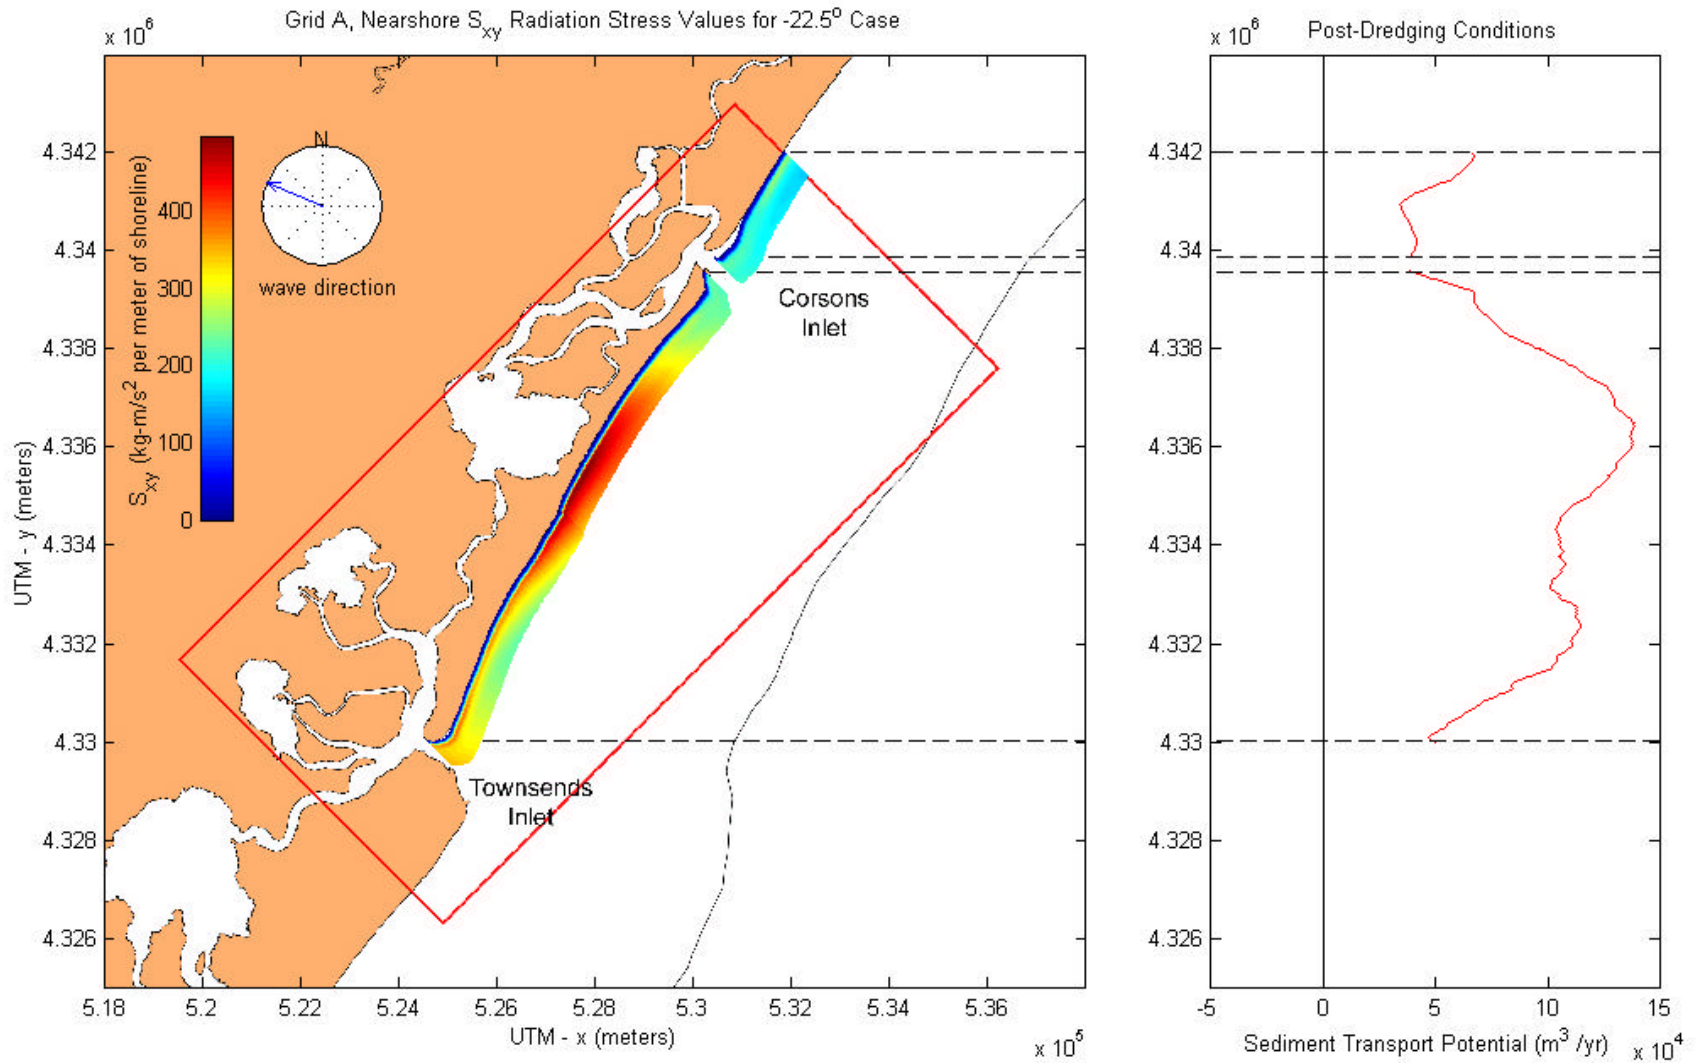 Grid A, Nearshore Sxy Radiation Stress Values for -22.5° Case
x 10⁶
N
wave direction
Sxy (kg-m/s² per meter of shoreline)
400
300
200
100
0
Corsons
Inlet
Townsends
Inlet
UTM - y (meters)
4.342
4.34
4.338
4.336
4.334
4.332
4.33
4.328
4.326
5.18 5.2 5.22 5.24 5.26 5.28 5.3 5.32 5.34 5.36
UTM - x (meters)
x 10⁵
Post-Dredging Conditions
x 10⁶
4.342
4.34
4.338
4.336
4.334
4.332
4.33
4.328
4.326
-5 0 5 10 15
Sediment Transport Potential (m³ /yr)
x 10⁴